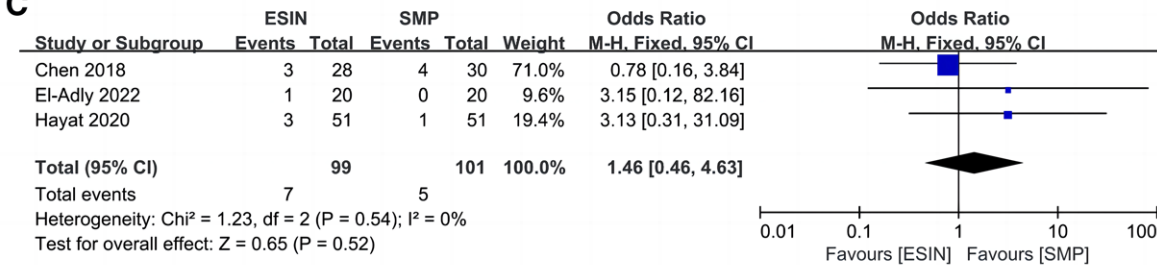 C
ESIN SMP Odds Ratio Odds Ratio
Study or Subgroup Events Total Events Total Weight M-H, Fixed, 95% CI M-H, Fixed, 95% CI
Chen 2018 3 28 4 30 71.0% 0.78 [0.16, 3.84]
El-Adly 2022 1 20 0 20 9.6% 3.15 [0.12, 82.16]
Hayat 2020 3 51 1 51 19.4% 3.13 [0.31, 31.09]
Total (95% CI) 99 101 100.0% 1.46 [0.46, 4.63]
Total events 7 5
Heterogeneity: Chi² = 1.23, df = 2 (P = 0.54); I² = 0%
Test for overall effect: Z = 0.65 (P = 0.52)
0.01 0.1 1 10 100
Favours [ESIN] Favours [SMP]